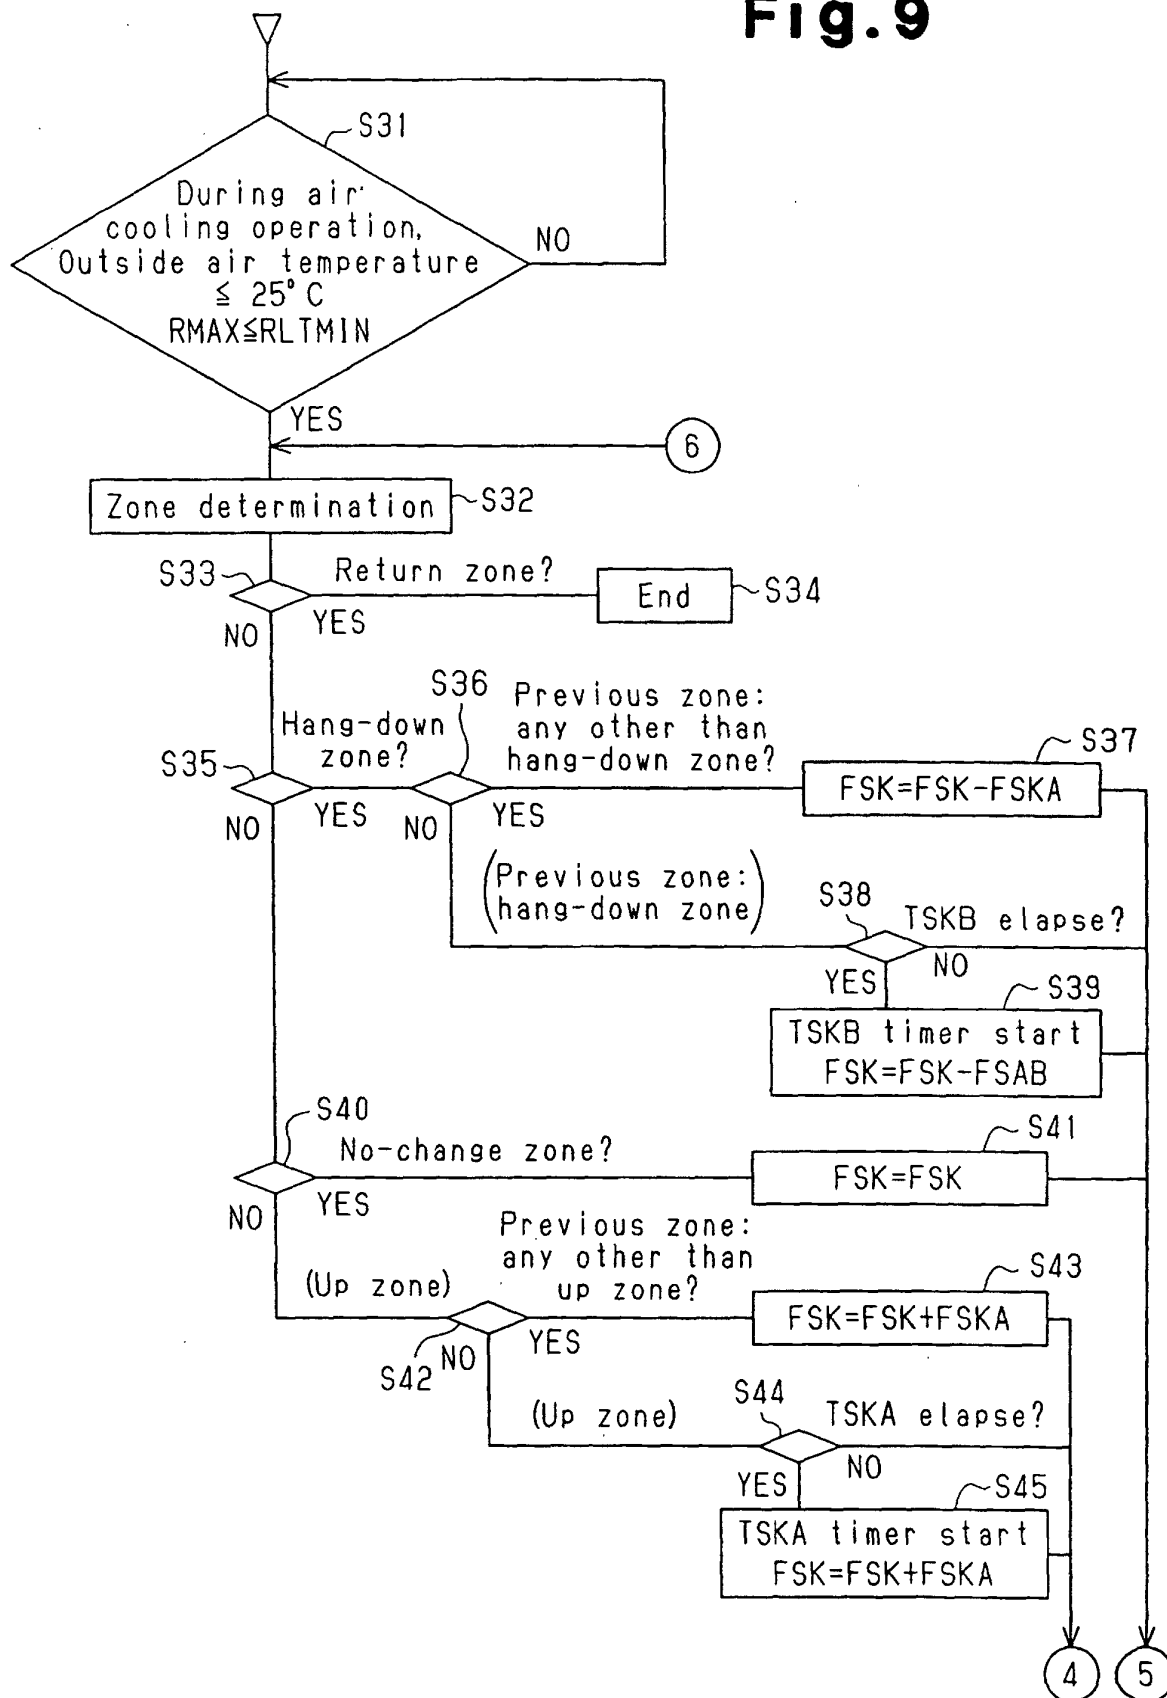 Fig.9
S31
During air
cooling operation,
Outside air temperature
≦ 25°C
RMAX≦RLTMIN
NO
YES
6
Zone determination
S32
S33
Return zone?
End
S34
NO
YES
S36
Previous zone:
any other than
hang-down zone?
Hang-down
zone?
S35
S37
FSK=FSK-FSKA
NO
YES
NO
YES
(Previous zone:
hang-down zone)
S38
TSKB elapse?
YES
NO
S39
TSKB timer start
FSK=FSK-FSAB
S40
No-change zone?
S41
FSK=FSK
NO
YES
Previous zone:
any other than
up zone?
(Up zone)
S43
FSK=FSK+FSKA
S42
NO
YES
(Up zone)
S44
TSKA elapse?
YES
NO
S45
TSKA timer start
FSK=FSK+FSKA
4
5